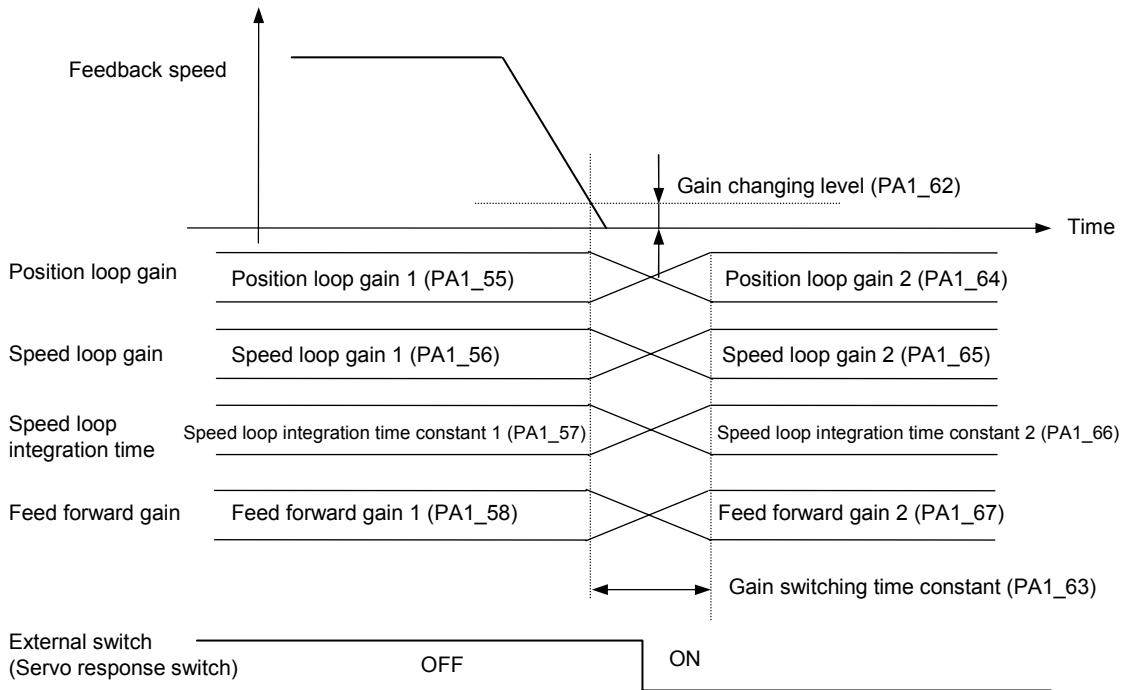 Feedback speed
Gain changing level (PA1_62)
Time
Position loop gain
Position loop gain 1 (PA1_55)
Position loop gain 2 (PA1_64)
Speed loop gain
Speed loop gain 1 (PA1_56)
Speed loop gain 2 (PA1_65)
Speed loop
integration time
Speed loop integration time constant 1 (PA1_57)
Speed loop integration time constant 2 (PA1_66)
Feed forward gain
Feed forward gain 1 (PA1_58)
Feed forward gain 2 (PA1_67)
Gain switching time constant (PA1_63)
External switch
(Servo response switch)
OFF
ON